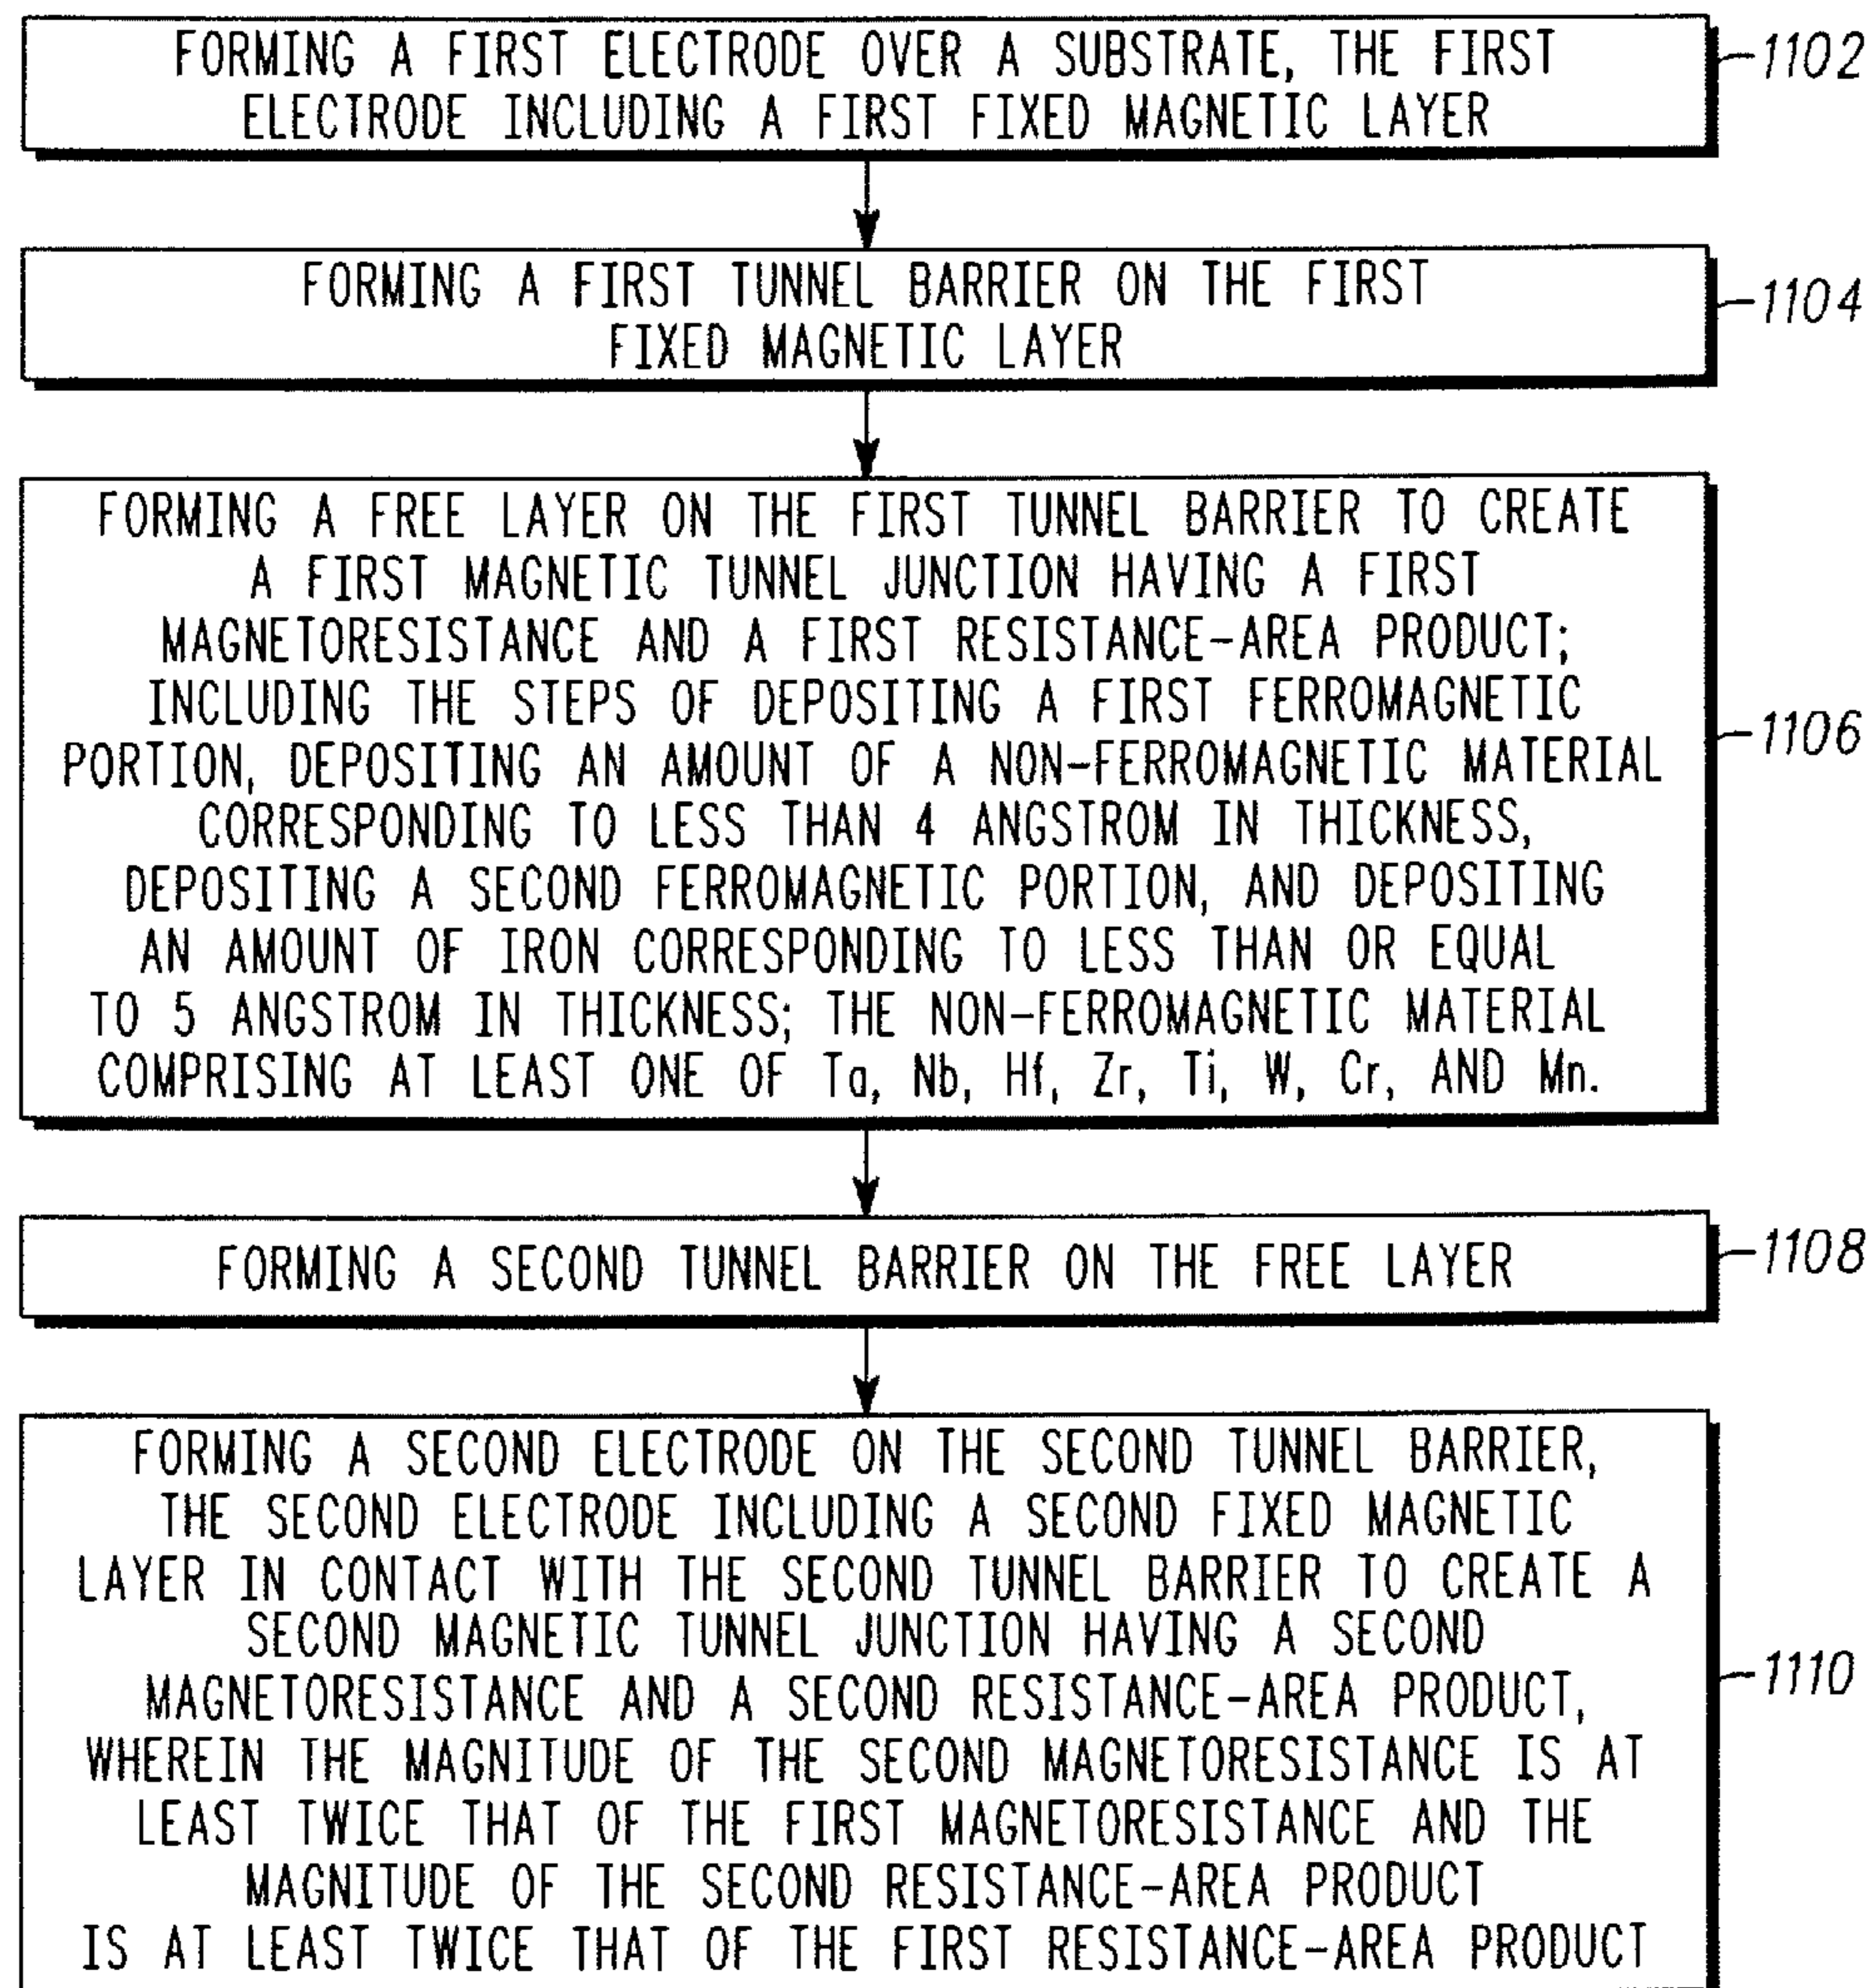 FORMING A FIRST ELECTRODE OVER A SUBSTRATE, THE FIRST
ELECTRODE INCLUDING A FIRST FIXED MAGNETIC LAYER
1102
FORMING A FIRST TUNNEL BARRIER ON THE FIRST
FIXED MAGNETIC LAYER
1104
FORMING A FREE LAYER ON THE FIRST TUNNEL BARRIER TO CREATE
A FIRST MAGNETIC TUNNEL JUNCTION HAVING A FIRST
MAGNETORESISTANCE AND A FIRST RESISTANCE-AREA PRODUCT;
INCLUDING THE STEPS OF DEPOSITING A FIRST FERROMAGNETIC
PORTION, DEPOSITING AN AMOUNT OF A NON-FERROMAGNETIC MATERIAL
CORRESPONDING TO LESS THAN 4 ANGSTROM IN THICKNESS,
DEPOSITING A SECOND FERROMAGNETIC PORTION, AND DEPOSITING
AN AMOUNT OF IRON CORRESPONDING TO LESS THAN OR EQUAL
TO 5 ANGSTROM IN THICKNESS; THE NON-FERROMAGNETIC MATERIAL
COMPRISING AT LEAST ONE OF Ta, Nb, Hf, Zr, Ti, W, Cr, AND Mn.
1106
FORMING A SECOND TUNNEL BARRIER ON THE FREE LAYER
1108
FORMING A SECOND ELECTRODE ON THE SECOND TUNNEL BARRIER,
THE SECOND ELECTRODE INCLUDING A SECOND FIXED MAGNETIC
LAYER IN CONTACT WITH THE SECOND TUNNEL BARRIER TO CREATE A
SECOND MAGNETIC TUNNEL JUNCTION HAVING A SECOND
MAGNETORESISTANCE AND A SECOND RESISTANCE-AREA PRODUCT,
WHEREIN THE MAGNITUDE OF THE SECOND MAGNETORESISTANCE IS AT
LEAST TWICE THAT OF THE FIRST MAGNETORESISTANCE AND THE
MAGNITUDE OF THE SECOND RESISTANCE-AREA PRODUCT
IS AT LEAST TWICE THAT OF THE FIRST RESISTANCE-AREA PRODUCT
1110